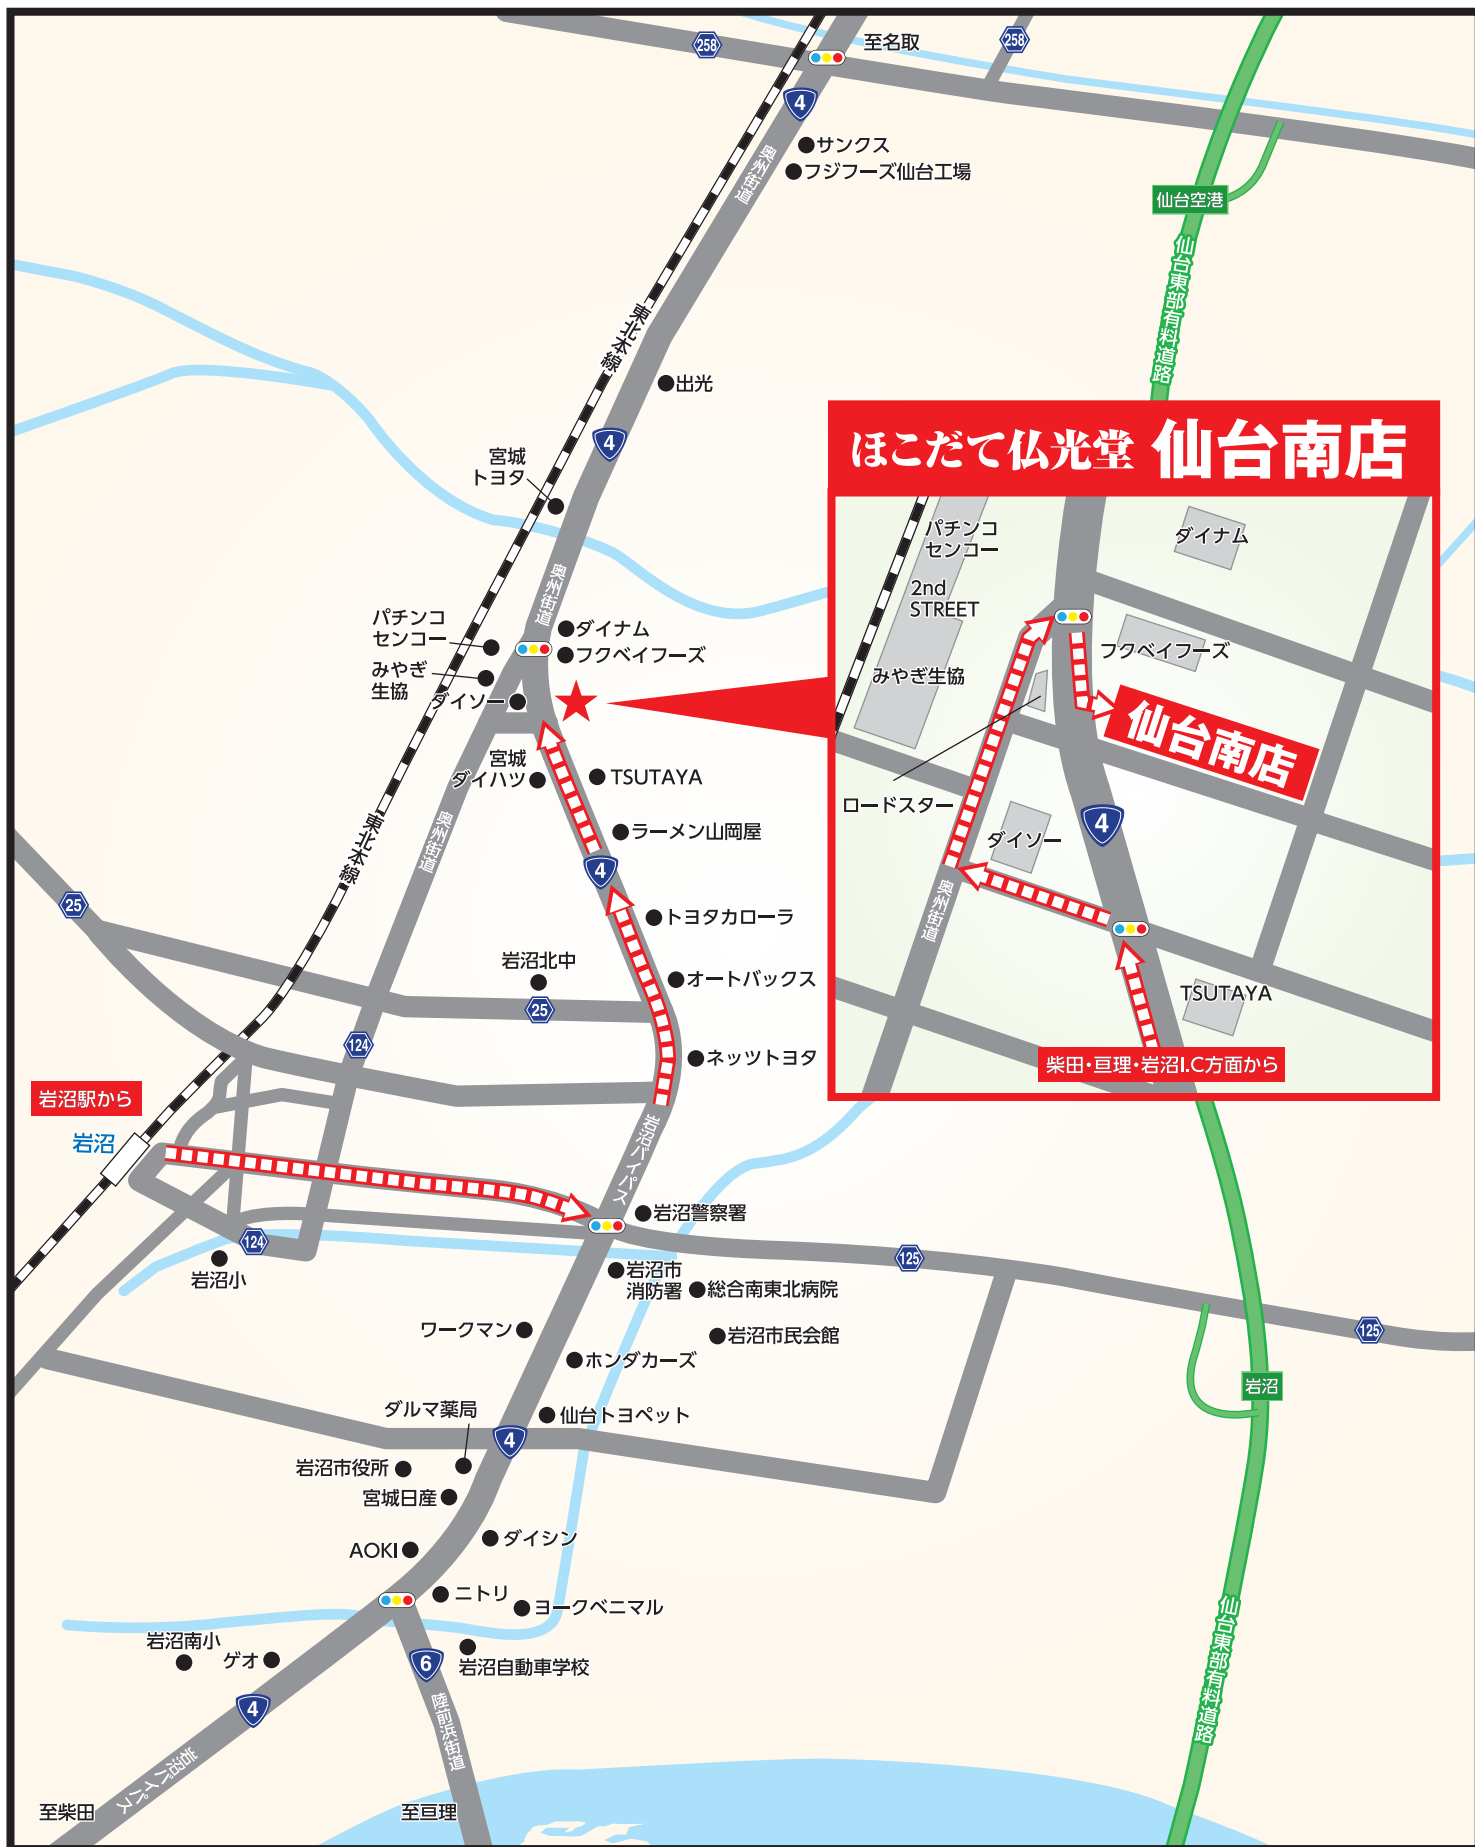 258
至名取
258
4
サンクス
フジフーズ仙台工場
奥州街道
仙台空港
仙台東部有料道路
東北本線
出光
4
宮城
トヨタ
奥州街道
パチンコ
センコー
ダイナム
フクベイフーズ
みやぎ
生協
ダイソー
宮城
ダイハツ
TSUTAYA
ラーメン山岡屋
奥州街道
東北本線
4
25
トヨタカローラ
岩沼北中
オートバックス
25
124
ネッツトヨタ
岩沼駅から
岩沼
岩沼バイパス
岩沼警察署
124
125
岩沼小
岩沼市
消防署
総合南東北病院
ワークマン
岩沼市民会館
125
ホンダカーズ
岩沼
ダルマ薬局
仙台トヨペット
4
岩沼市役所
宮城日産
ダイシン
AOKI
ニトリ
ヨークベニマル
仙台東部有料道路
岩沼南小
ゲオ
岩沼自動車学校
6
4
陸前浜街道
岩沼バイパス
至柴田
至亘理
ほこだて仏光堂 仙台南店
パチンコ
センコー
ダイナム
2nd
STREET
フクベイフーズ
みやぎ生協
仙台南店
ロードスター
4
ダイソー
奥州街道
TSUTAYA
柴田・亘理・岩沼I.C方面から